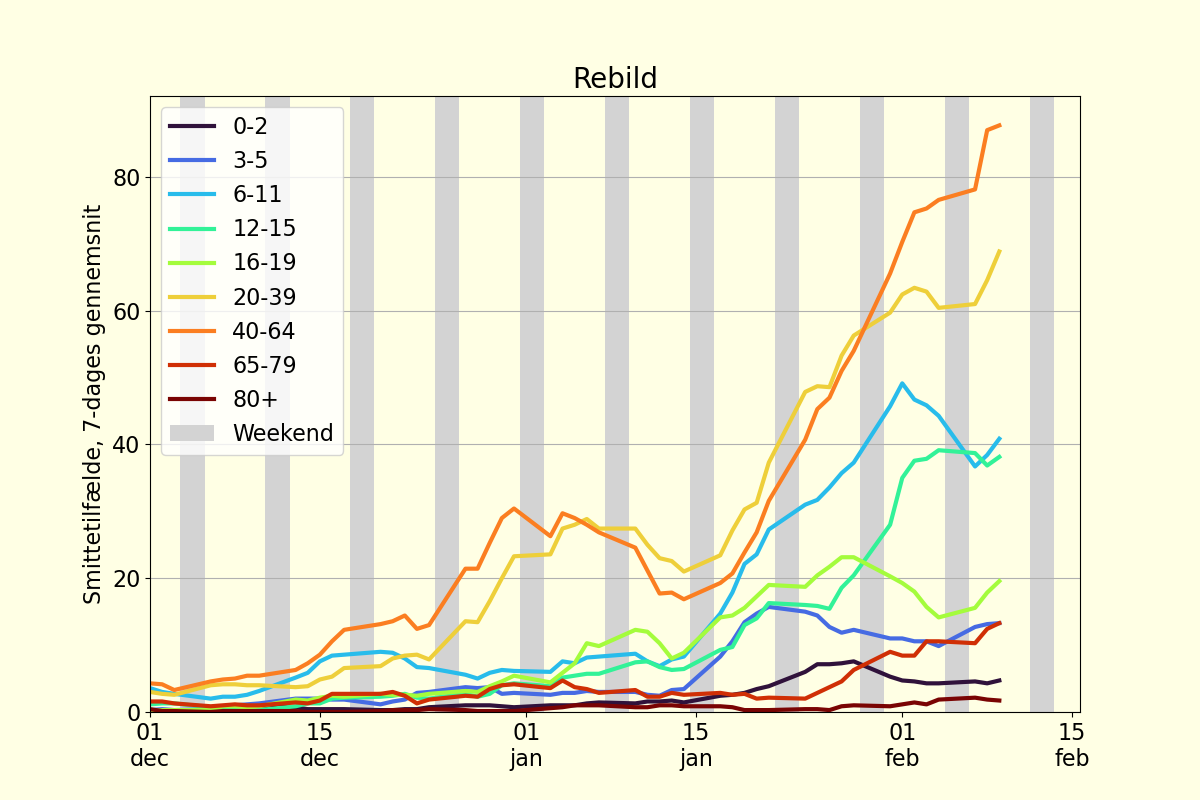 Rebild
Smittetilfælde, 7-dages gennemsnit
80
60
40
20
0
0-2
3-5
6-11
12-15
16-19
20-39
40-64
65-79
80+
Weekend
01 15 01 15 01 15
dec dec jan jan feb feb